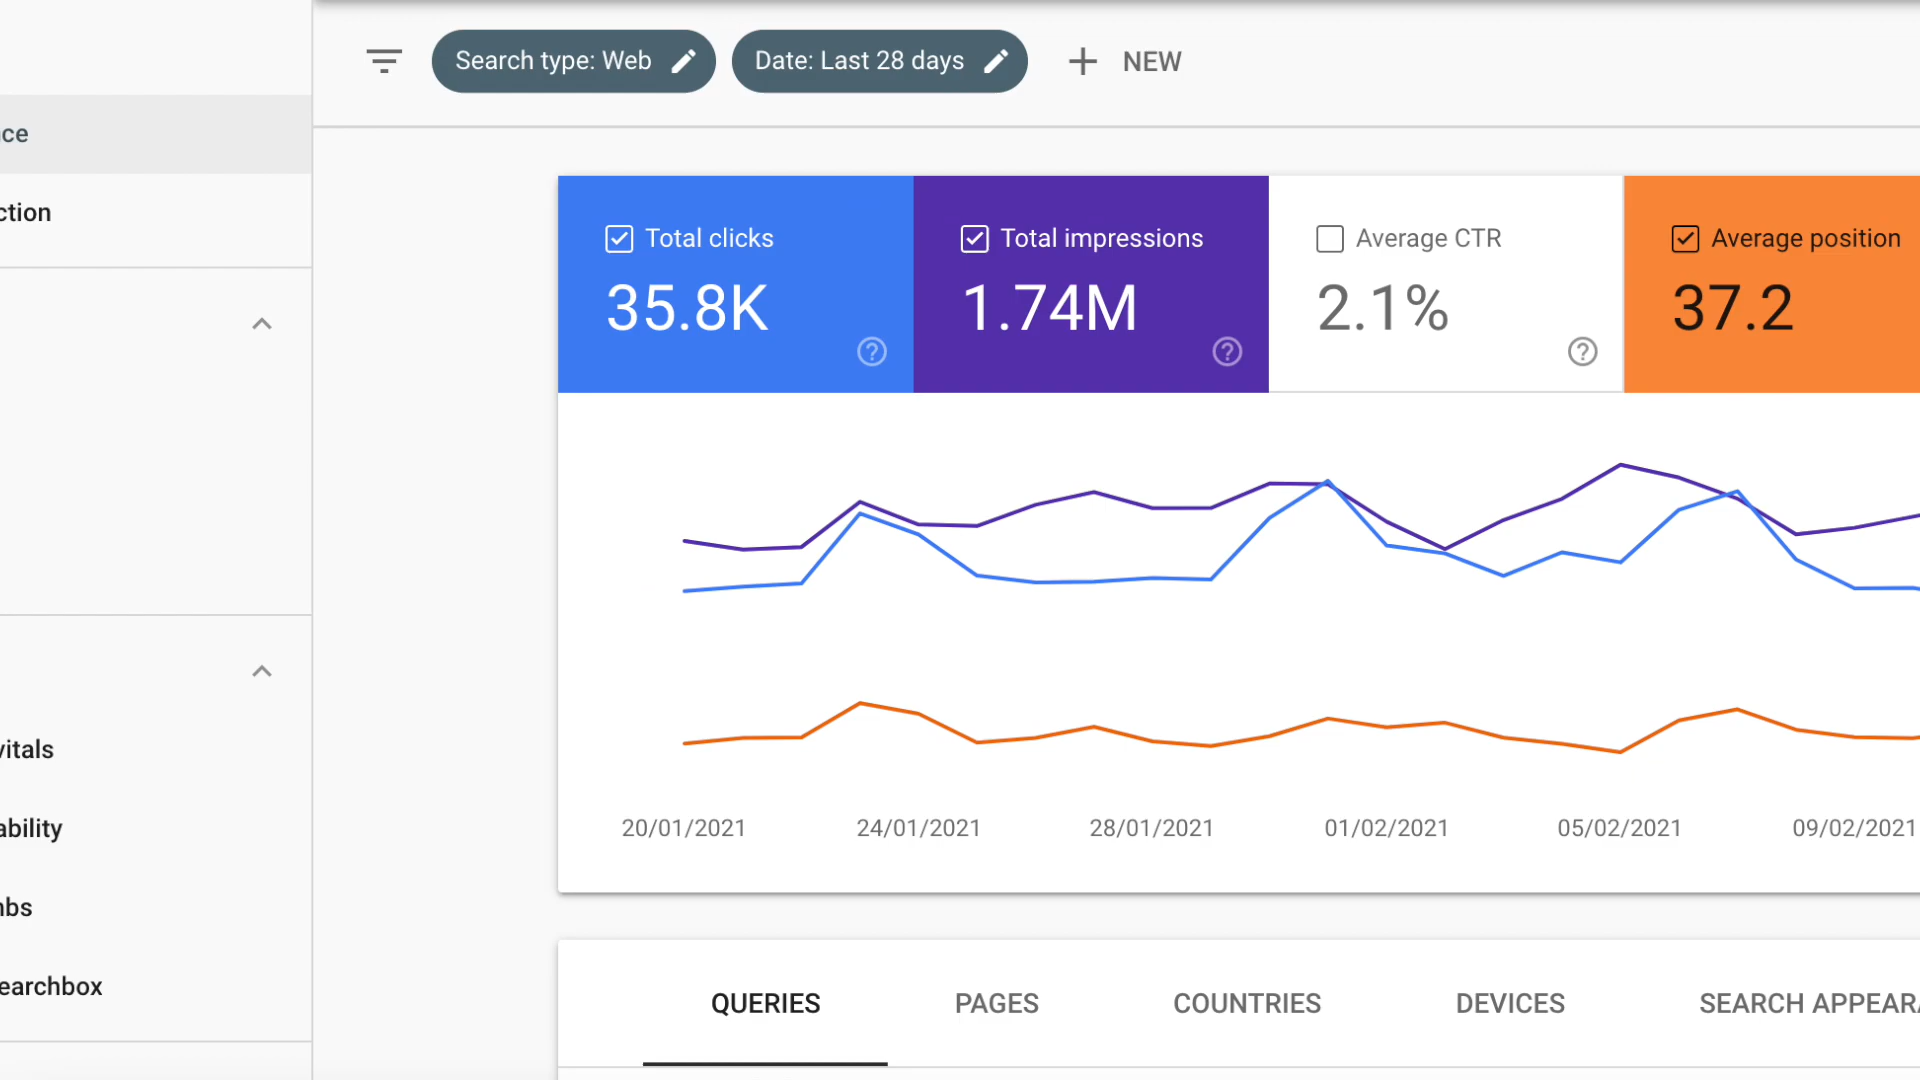 Search type: Web
Date: Last 28 days
NEW
ce
ction
Total clicks
35.8K
Total impressions
1.74M
Average CTR
2.1%
Average position
37.2
20/01/2021
24/01/2021
28/01/2021
01/02/2021
05/02/2021
09/02/2021
vitals
ability
bs
earchbox
QUERIES
PAGES
COUNTRIES
DEVICES
SEARCH APPEAR